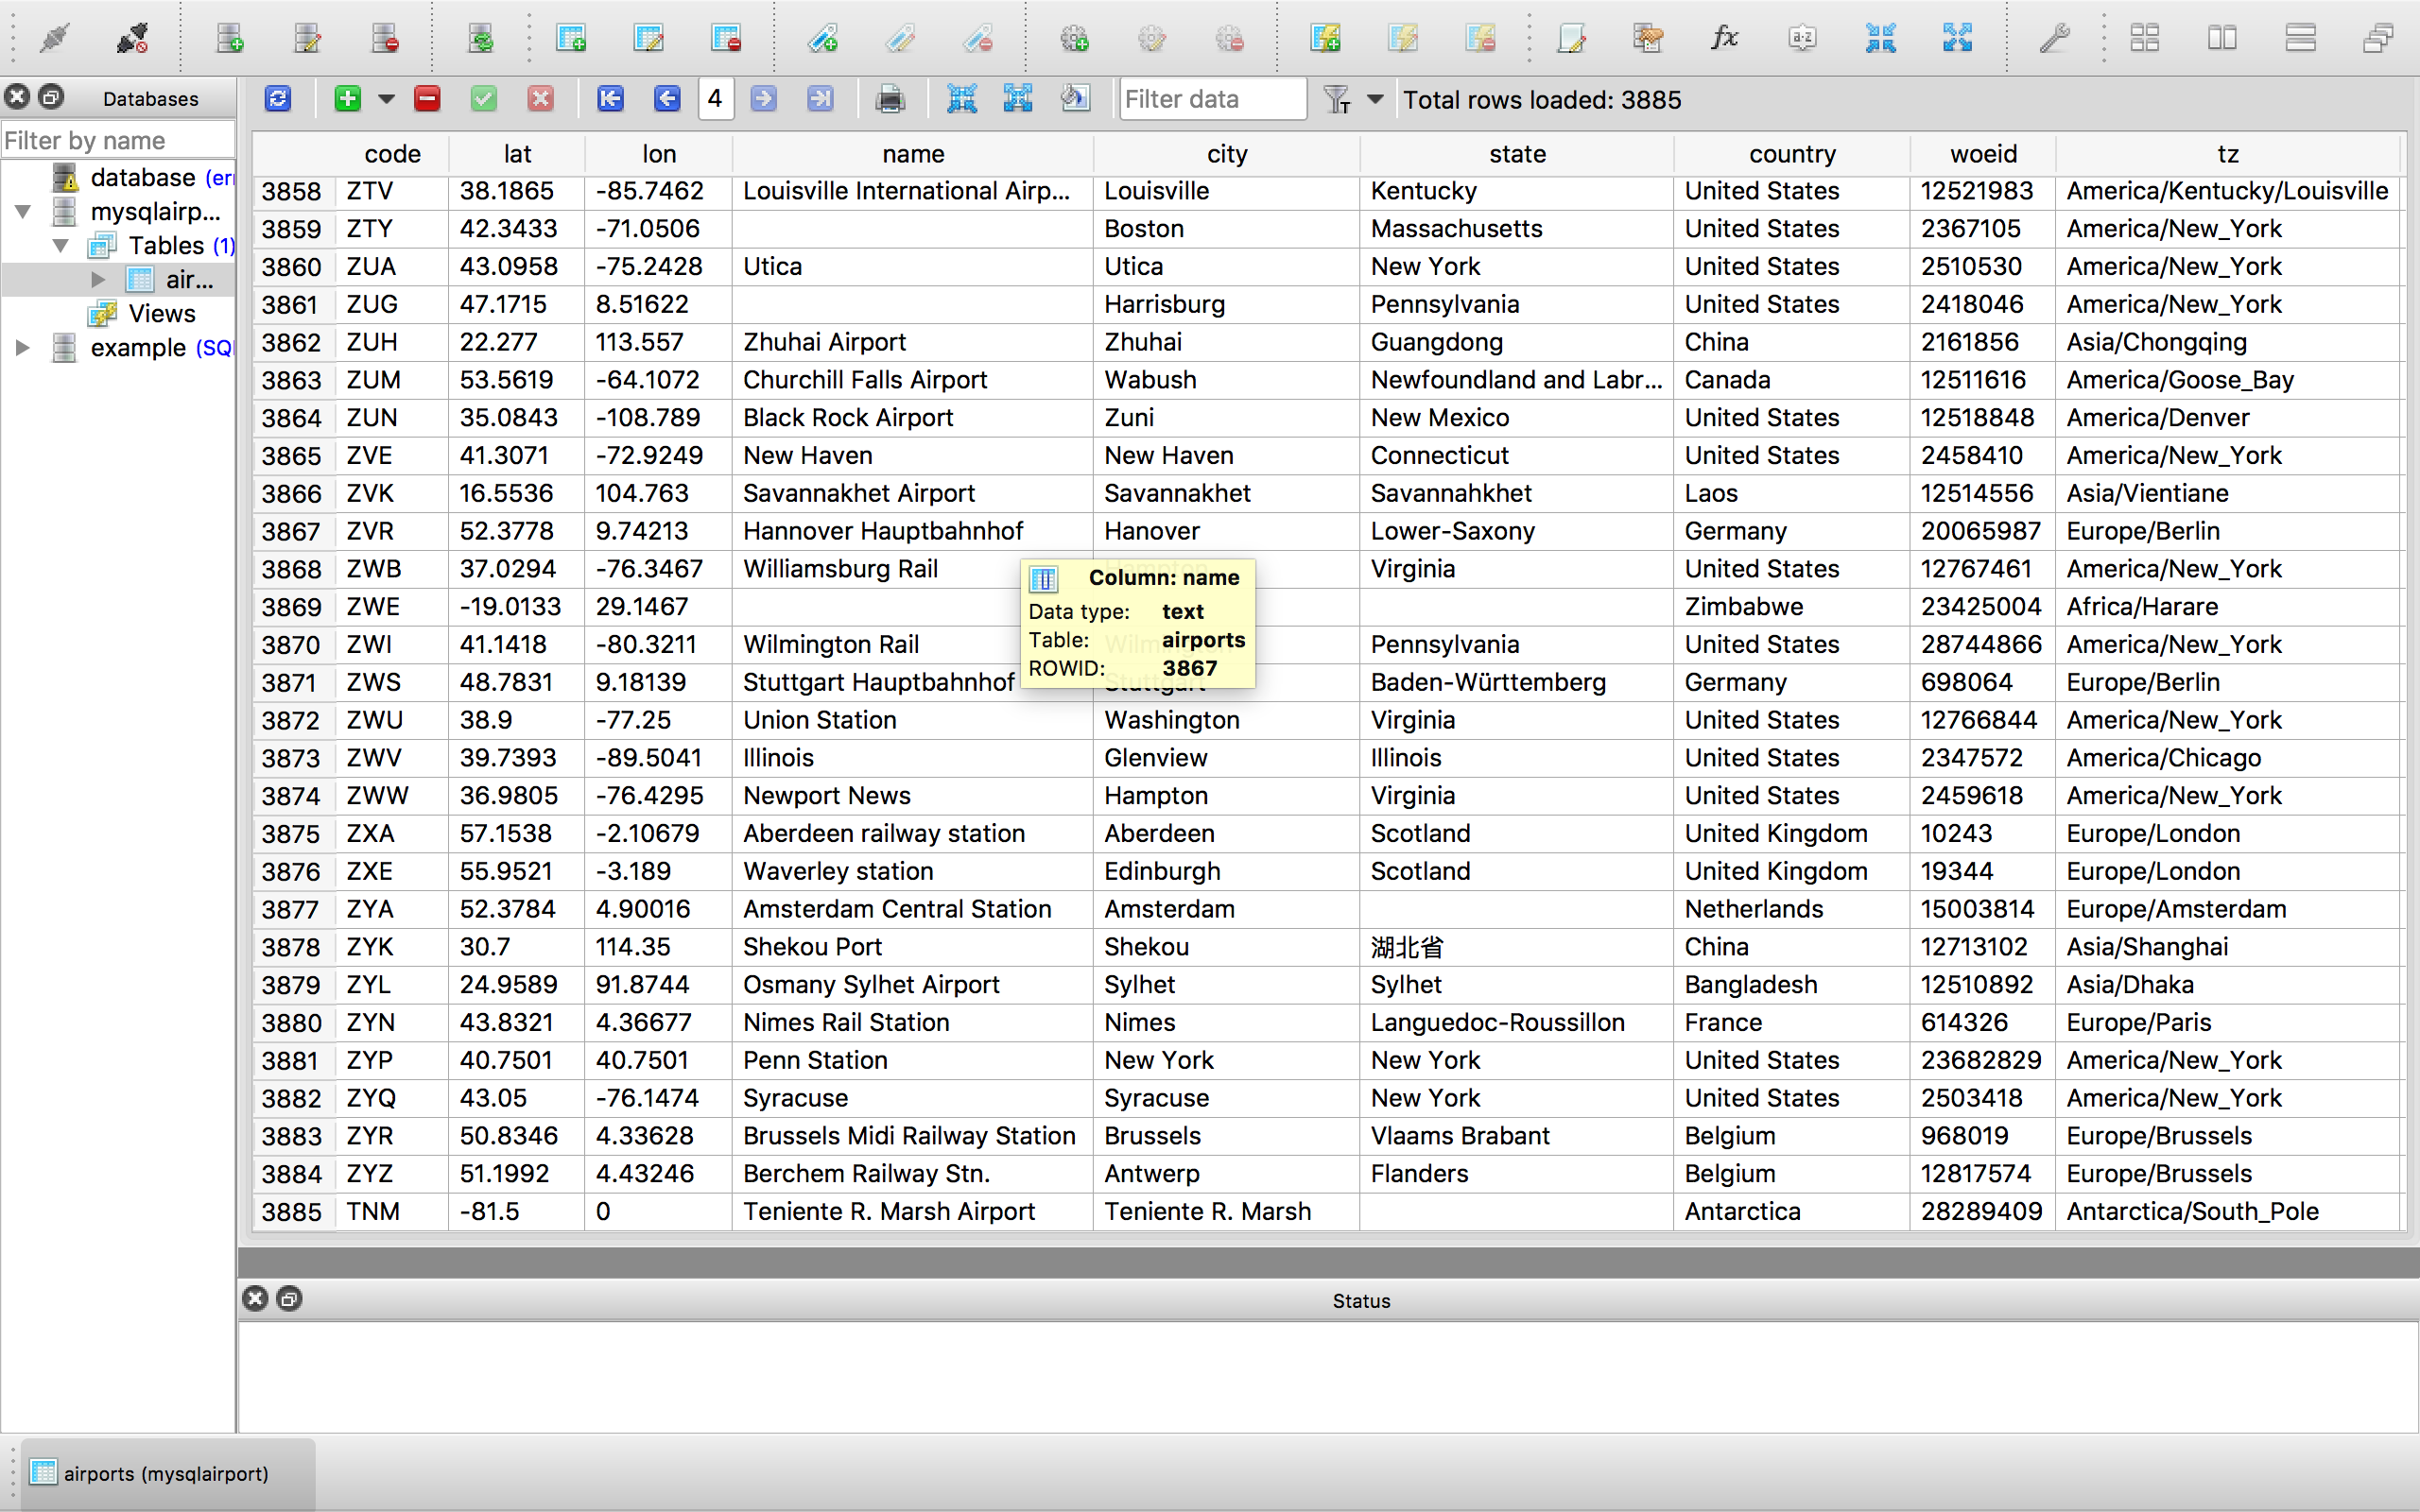 fx
a-z
Databases
4
Filter data
T
Total rows loaded: 3885
Filter by name
database (er
mysqlairp...
Tables (1)
air...
Views
example (SQ
code lat lon name city state country woeid tz
3858 ZTV 38.1865 -85.7462 Louisville International Airp... Louisville Kentucky United States 12521983 America/Kentucky/Louisville
3859 ZTY 42.3433 -71.0506 Boston Massachusetts United States 2367105 America/New_York
3860 ZUA 43.0958 -75.2428 Utica Utica New York United States 2510530 America/New_York
3861 ZUG 47.1715 8.51622 Harrisburg Pennsylvania United States 2418046 America/New_York
3862 ZUH 22.277 113.557 Zhuhai Airport Zhuhai Guangdong China 2161856 Asia/Chongqing
3863 ZUM 53.5619 -64.1072 Churchill Falls Airport Wabush Newfoundland and Labr... Canada 12511616 America/Goose_Bay
3864 ZUN 35.0843 -108.789 Black Rock Airport Zuni New Mexico United States 12518848 America/Denver
3865 ZVE 41.3071 -72.9249 New Haven New Haven Connecticut United States 2458410 America/New_York
3866 ZVK 16.5536 104.763 Savannakhet Airport Savannakhet Savannahkhet Laos 12514556 Asia/Vientiane
3867 ZVR 52.3778 9.74213 Hannover Hauptbahnhof Hanover Lower-Saxony Germany 20065987 Europe/Berlin
3868 ZWB 37.0294 -76.3467 Williamsburg Rail Hampton Virginia United States 12767461 America/New_York
3869 ZWE -19.0133 29.1467 Zimbabwe 23425004 Africa/Harare
3870 ZWI 41.1418 -80.3211 Wilmington Rail Pennsylvania United States 28744866 America/New_York
3871 ZWS 48.7831 9.18139 Stuttgart Hauptbahnhof Stuttgart Baden-Württemberg Germany 698064 Europe/Berlin
3872 ZWU 38.9 -77.25 Union Station Washington Virginia United States 12766844 America/New_York
3873 ZWV 39.7393 -89.5041 Illinois Glenview Illinois United States 2347572 America/Chicago
3874 ZWW 36.9805 -76.4295 Newport News Hampton Virginia United States 2459618 America/New_York
3875 ZXA 57.1538 -2.10679 Aberdeen railway station Aberdeen Scotland United Kingdom 10243 Europe/London
3876 ZXE 55.9521 -3.189 Waverley station Edinburgh Scotland United Kingdom 19344 Europe/London
3877 ZYA 52.3784 4.90016 Amsterdam Central Station Amsterdam Netherlands 15003814 Europe/Amsterdam
3878 ZYK 30.7 114.35 Shekou Port Shekou 湖北省 China 12713102 Asia/Shanghai
3879 ZYL 24.9589 91.8744 Osmany Sylhet Airport Sylhet Sylhet Bangladesh 12510892 Asia/Dhaka
3880 ZYN 43.8321 4.36677 Nimes Rail Station Nimes Languedoc-Roussillon France 614326 Europe/Paris
3881 ZYP 40.7501 40.7501 Penn Station New York New York United States 23682829 America/New_York
3882 ZYQ 43.05 -76.1474 Syracuse Syracuse New York United States 2503418 America/New_York
3883 ZYR 50.8346 4.33628 Brussels Midi Railway Station Brussels Vlaams Brabant Belgium 968019 Europe/Brussels
3884 ZYZ 51.1992 4.43246 Berchem Railway Stn. Antwerp Flanders Belgium 12817574 Europe/Brussels
3885 TNM -81.5 0 Teniente R. Marsh Airport Teniente R. Marsh Antarctica 28289409 Antarctica/South_Pole
Column: name
Data type: text
Table: airports
ROWID: 3867
Status
airports (mysqlairport)